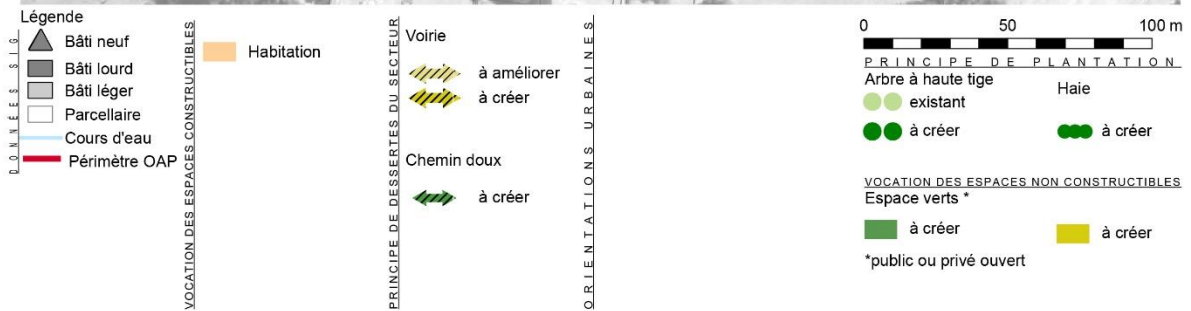 Légende
Bâti neuf
Bâti lourd
Bâti léger
Parcellaire
Cours d'eau
Périmètre OAP
DONNÉES SIG
VOCATION DES ESPACES CONSTRUCTIBLES
Habitation
PRINCIPE DE DESSERTES DU SECTEUR
Voirie
à améliorer
à créer
Chemin doux
à créer
ORIENTATIONS URBAINES
0 50 100 m
PRINCIPE DE PLANTATION
Arbre à haute tige
existant
à créer
Haie
à créer
VOCATION DES ESPACES NON CONSTRUCTIBLES
Espace verts *
à créer
à créer
*public ou privé ouvert